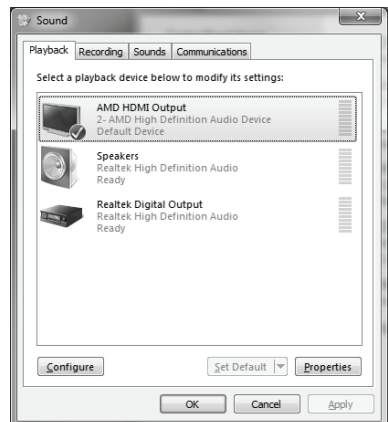 Sound
Playback Recording Sounds Communications
Select a playback device below to modify its settings:
AMD HDMI Output
2- AMD High Definition Audio Device
Default Device
Speakers
Realtek High Definition Audio
Ready
Realtek Digital Output
Realtek High Definition Audio
Ready
Configure Set Default Properties
OK Cancel Apply